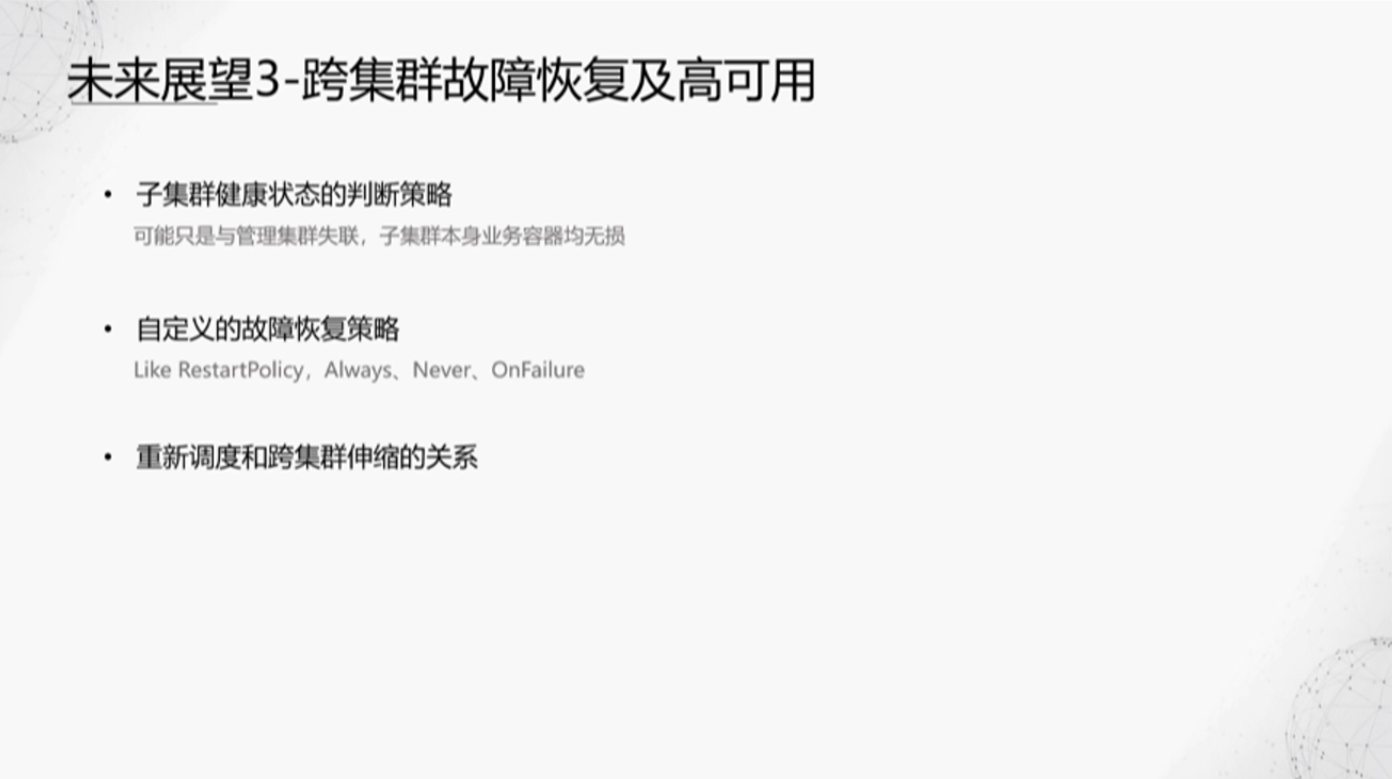 未来展望3-跨集群故障恢复及高可用
• 子集群健康状态的判断策略
可能只是与管理集群失联，子集群本身业务容器均无损
• 自定义的故障恢复策略
Like RestartPolicy，Always、Never、OnFailure
• 重新调度和跨集群伸缩的关系